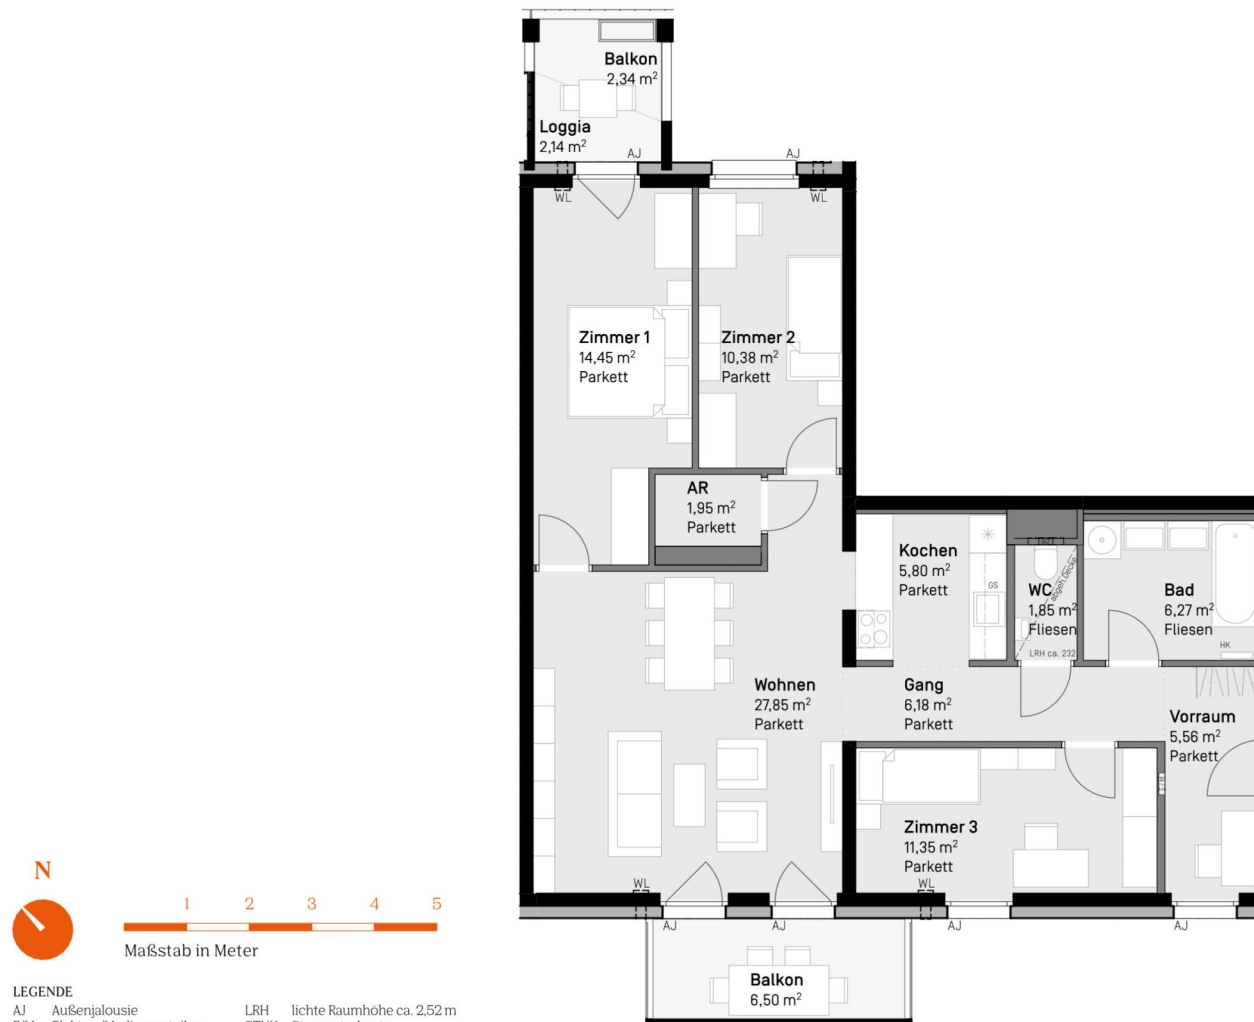 Balkon
2,34 m²
Loggia
2,14 m²
AJ
AJ
WL
WL
Zimmer 1
14,45 m²
Parkett
Zimmer 2
10,38 m²
Parkett
AR
1,95 m²
Parkett
Kochen
5,80 m²
Parkett
GS
WC
1,85 m²
Fliesen
abgeh. Decke
LRH ca. 232
Bad
6,27 m²
Fliesen
HK
Wohnen
27,85 m²
Parkett
Gang
6,18 m²
Parkett
Vorraum
5,56 m²
Parkett
Zimmer 3
11,35 m²
Parkett
WL
WL
AJ
AJ
AJ
AJ
Balkon
6,50 m²
N
1 2 3 4 5
Maßstab in Meter
LEGENDE
AJ Außenjalousie
LRH lichte Raumhöhe ca. 2,52 m